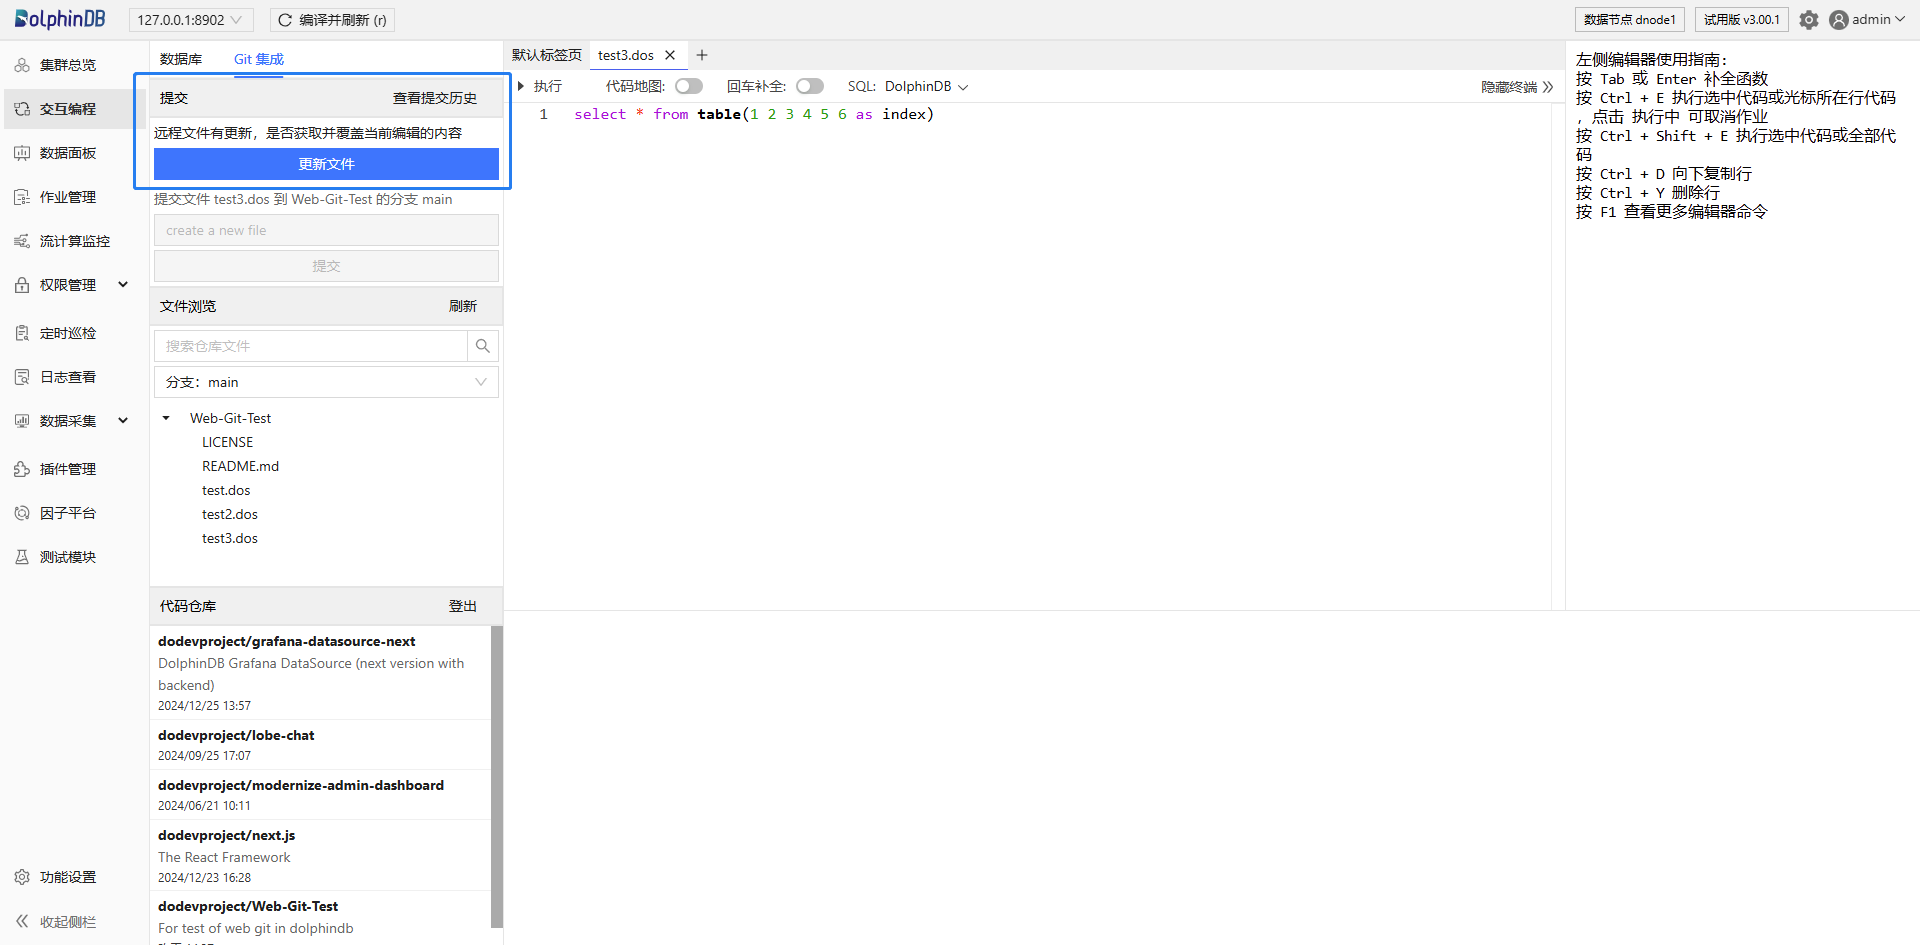 DolphinDB
127.0.0.1:8902
编译并刷新 (r)
数据节点 dnode1
试用版 v3.00.1
admin
集群总览
交互编程
数据面板
作业管理
流计算监控
权限管理
定时巡检
日志查看
数据采集
插件管理
因子平台
测试模块
功能设置
收起侧栏
数据库
Git 集成
提交
查看提交历史
远程文件有更新，是否获取并覆盖当前编辑的内容
更新文件
提交文件 test3.dos 到 Web-Git-Test 的分支 main
create a new file
提交
文件浏览
刷新
搜索仓库文件
分支：main
Web-Git-Test
LICENSE
README.md
test.dos
test2.dos
test3.dos
代码仓库
登出
dodevproject/grafana-datasource-next
DolphinDB Grafana DataSource (next version with
backend)
2024/12/25 13:57
dodevproject/lobe-chat
2024/09/25 17:07
dodevproject/modernize-admin-dashboard
2024/06/21 10:11
dodevproject/next.js
The React Framework
2024/12/23 16:28
dodevproject/Web-Git-Test
For test of web git in dolphindb
默认标签页
test3.dos
执行
代码地图:
回车补全:
SQL: DolphinDB
隐藏终端
1 select * from table(1 2 3 4 5 6 as index)
左侧编辑器使用指南:
按 Tab 或 Enter 补全函数
按 Ctrl + E 执行选中代码或光标所在行代码
，点击 执行中 可取消作业
按 Ctrl + Shift + E 执行选中代码或全部代
码
按 Ctrl + D 向下复制行
按 Ctrl + Y 删除行
按 F1 查看更多编辑器命令